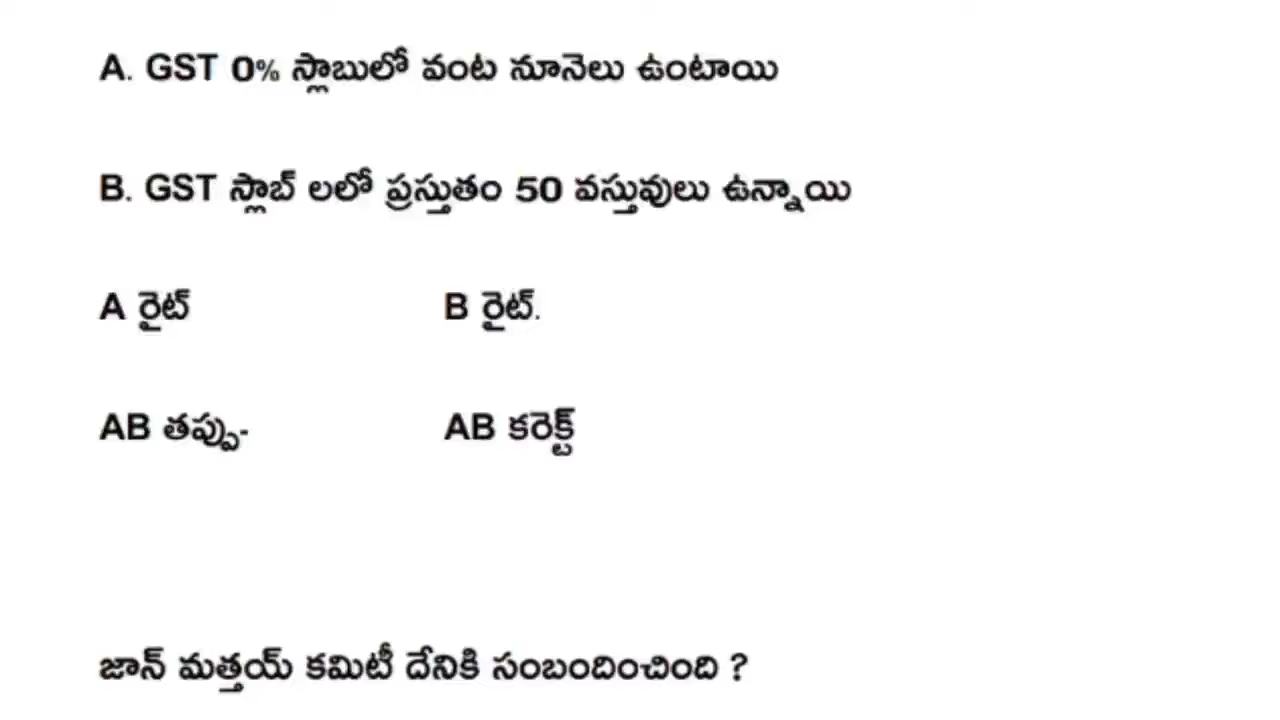 A. GST 0% స్లాబులో వంట నూనెలు ఉంటాయి
B. GST స్లాబ్ లలో ప్రస్తుతం 50 వస్తువులు ఉన్నాయి
A రైట్ B రైట్.
AB తప్పు- AB కరెక్ట్
జాన్ మత్తయ్ కమిటీ దేనికి సంబందించింది ?